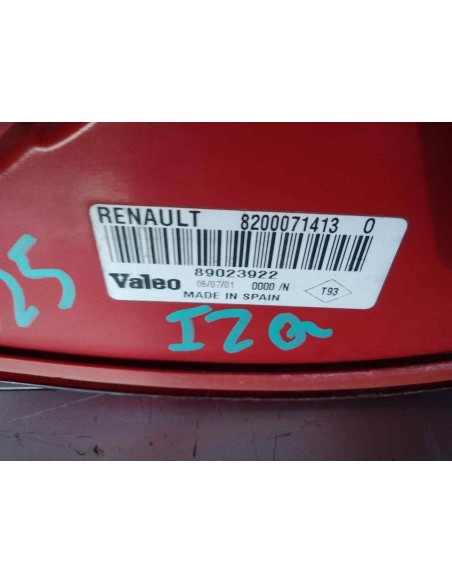 RENAULT 8200071413 0
89023922
Valeo 05/07/01 0000 /N T93
MADE IN SPAIN
25
IZQ